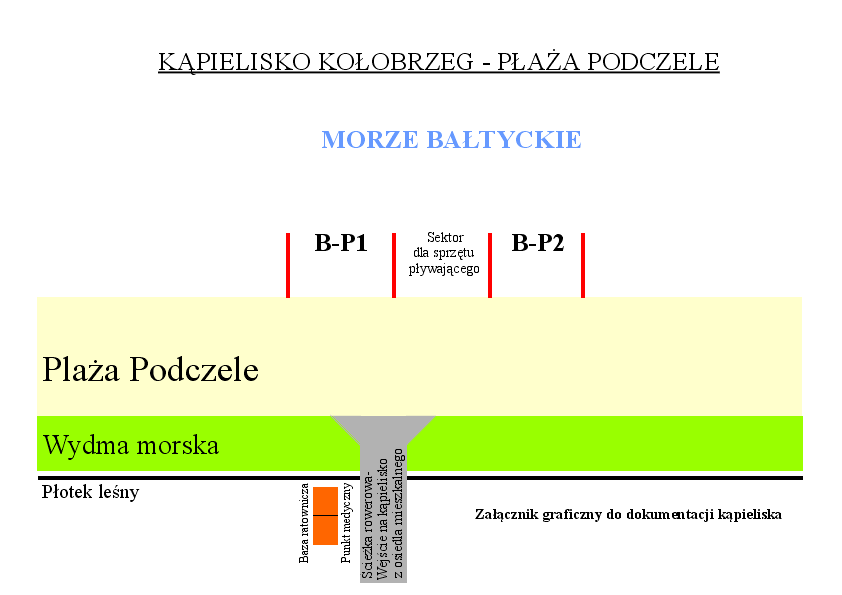 KĄPIELISKO KOŁOBRZEG - PŁAŻA PODCZELE
MORZE BAŁTYCKIE
B-P1
Sektor
dla sprzętu
pływającego
B-P2
Plaża Podczele
Wydma morska
Płotek leśny
Baza ratownicza
Punkt medyczny
Scieżka rowerowa-
Wejście na kąpielisko
z osiedla mieszkalnego
Załącznik graficzny do dokumentacji kąpieliska